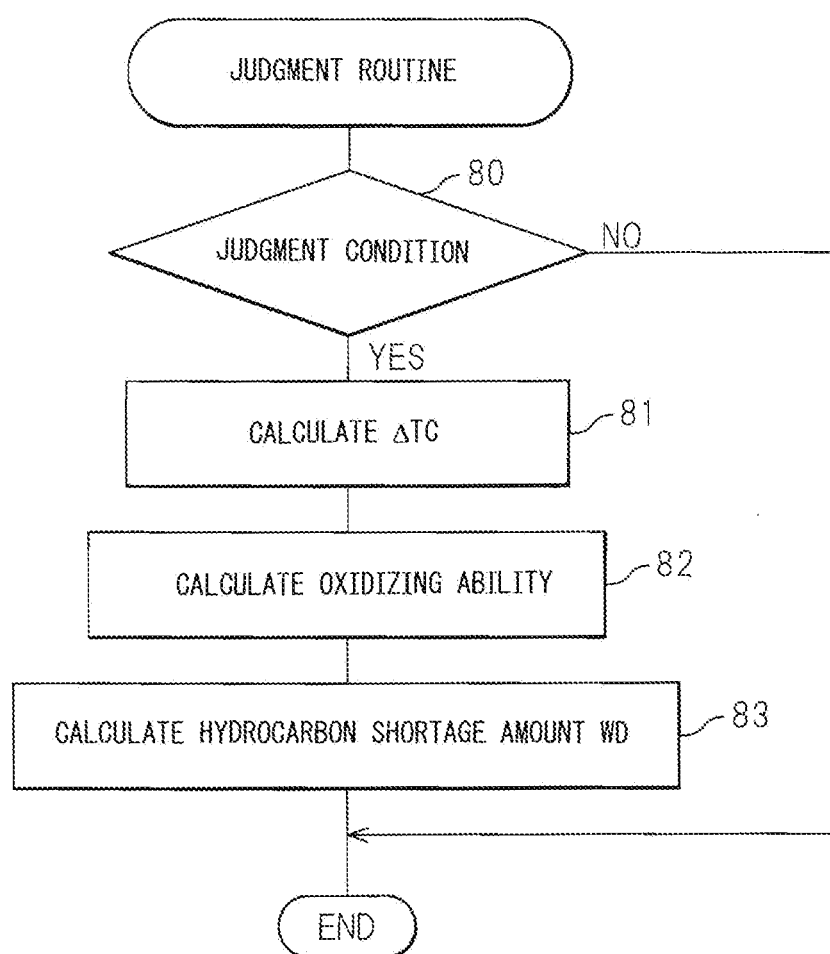 JUDGMENT ROUTINE
80
JUDGMENT CONDITION
NO
YES
CALCULATE ΔTC
81
CALCULATE OXIDIZING ABILITY
82
CALCULATE HYDROCARBON SHORTAGE AMOUNT WD
83
END